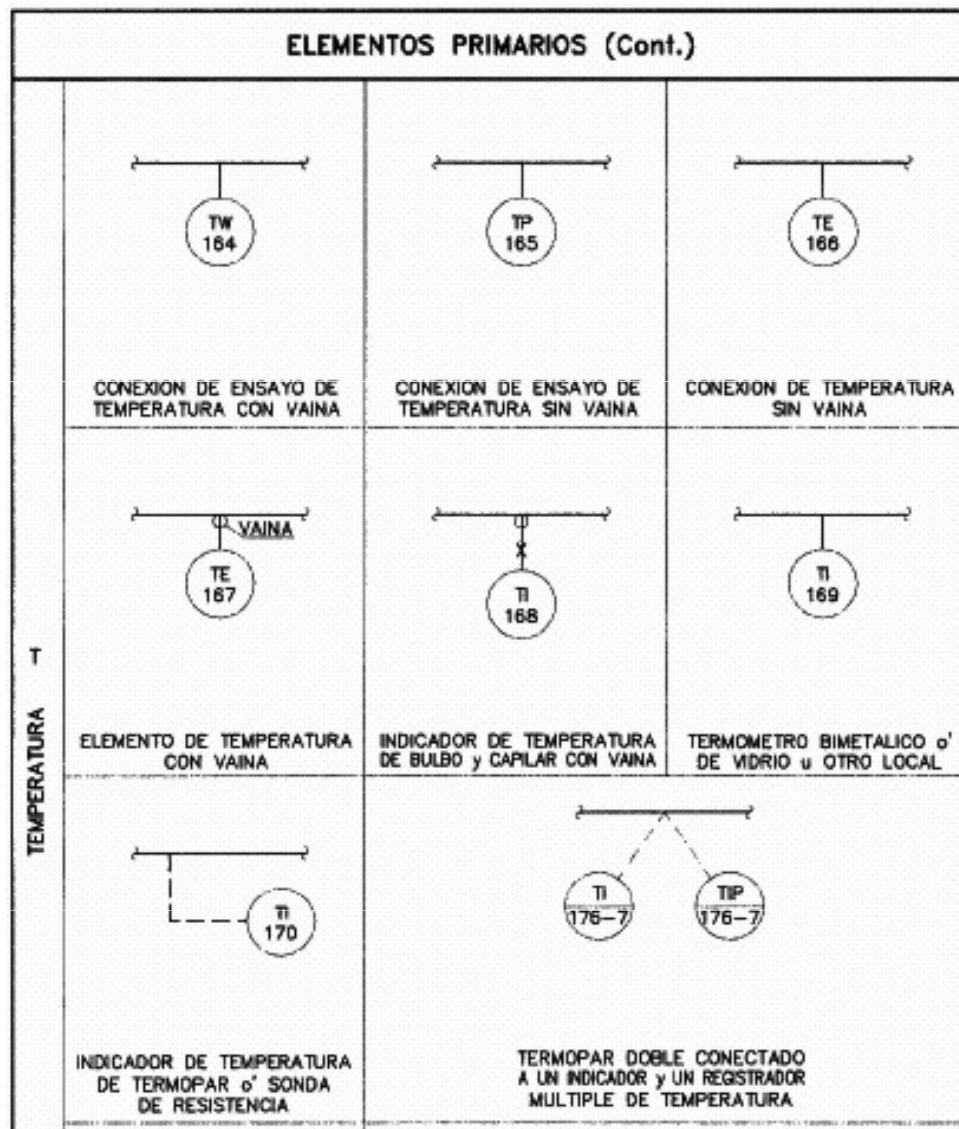 ELEMENTOS PRIMARIOS (Cont.)
TEMPERATURA T
TW
164
CONEXION DE ENSAYO DE
TEMPERATURA CON VAINA
TP
165
CONEXION DE ENSAYO DE
TEMPERATURA SIN VAINA
TE
166
CONEXION DE TEMPERATURA
SIN VAINA
VAINA
TE
167
ELEMENTO DE TEMPERATURA
CON VAINA
TI
168
INDICADOR DE TEMPERATURA
DE BULBO y CAPILAR CON VAINA
TI
169
TERMOMETRO BIMETALICO o'
DE VIDRIO u OTRO LOCAL
TI
170
INDICADOR DE TEMPERATURA
DE TERMOPAR o' SONDA
DE RESISTENCIA
TI
176-7
TIP
176-7
TERMOPAR DOBLE CONECTADO
A UN INDICADOR y UN REGISTRADOR
MULTIPLE DE TEMPERATURA